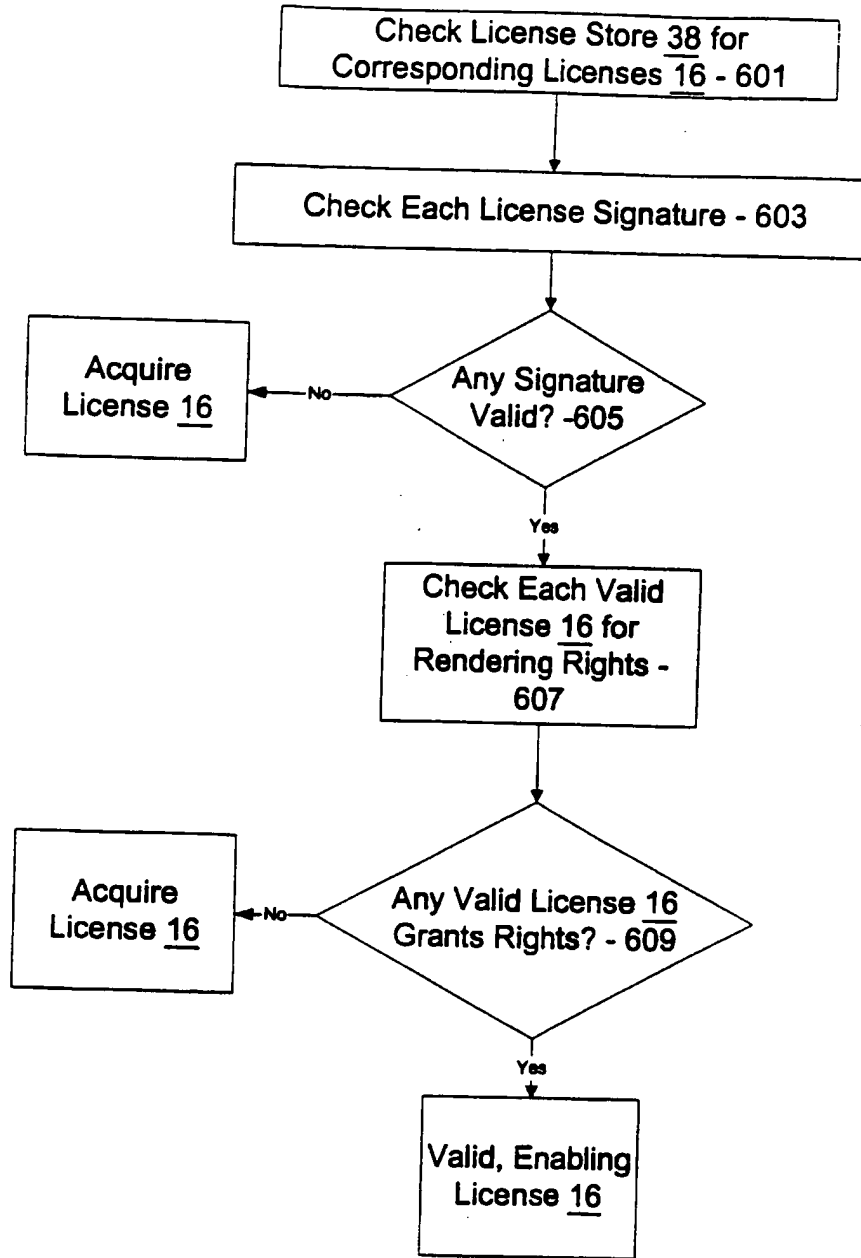 Check License Store 38 for
Corresponding Licenses 16 - 601
Check Each License Signature - 603
Any Signature
Valid? -605
No
Acquire
License 16
Yes
Check Each Valid
License 16 for
Rendering Rights -
607
Any Valid License 16
Grants Rights? - 609
No
Acquire
License 16
Yes
Valid, Enabling
License 16